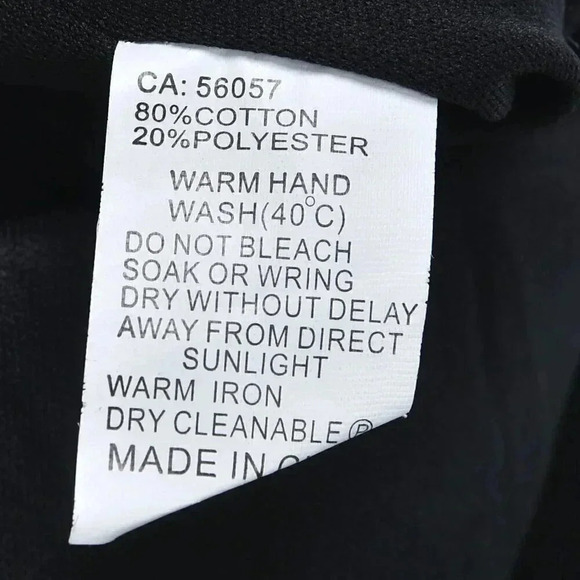 CA: 56057
80%COTTON
20%POLYESTER
WARM HAND
WASH(40°C)
DO NOT BLEACH
SOAK OR WRING
DRY WITHOUT DELAY
AWAY FROM DIRECT
SUNLIGHT
WARM IRON
DRY CLEANABLE Ⓟ
MADE IN